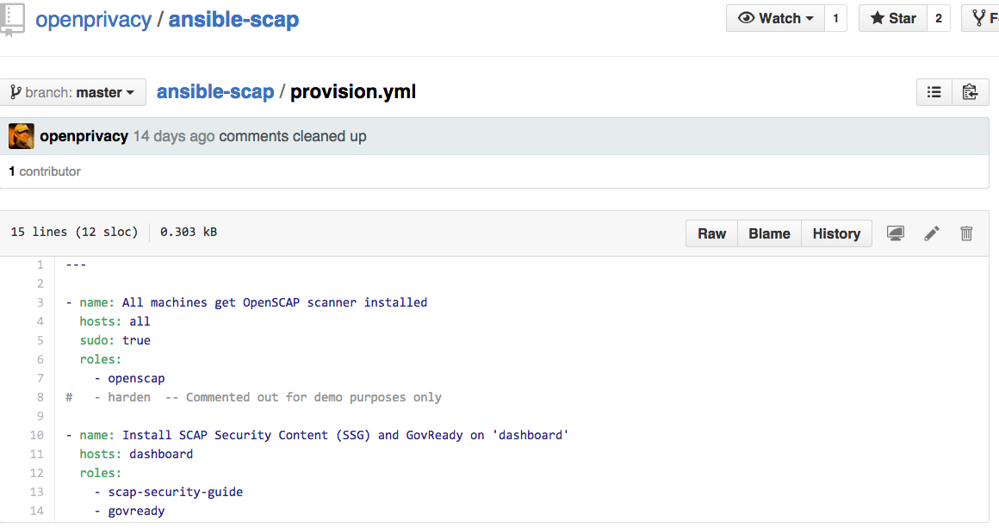 openprivacy / ansible-scap
Watch 1
Star 2
branch: master
ansible-scap / provision.yml
openprivacy 14 days ago comments cleaned up
1 contributor
15 lines (12 sloc) 0.303 kB
Raw Blame History
1 ---
2
3 - name: All machines get OpenSCAP scanner installed
4   hosts: all
5   sudo: true
6   roles:
7     - openscap
8 #   - harden  -- Commented out for demo purposes only
9
10 - name: Install SCAP Security Content (SSG) and GovReady on 'dashboard'
11   hosts: dashboard
12   roles:
13     - scap-security-guide
14     - govready